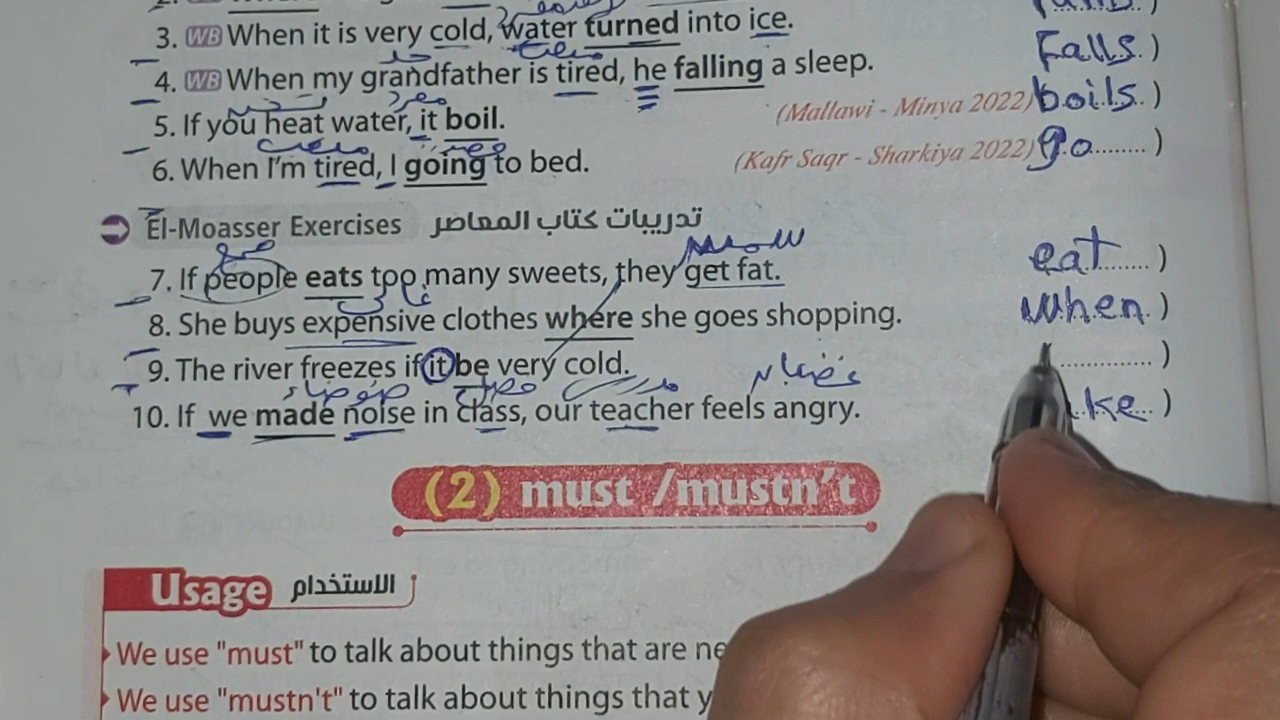 3. WB When it is very cold, water turned into ice.
4. WB When my grandfather is tired, he falling a sleep. Falls )
5. If you heat water, it boil. (Mallawi - Minya 2022) boils )
6. When I'm tired, I going to bed. (Kafr Saqr - Sharkiya 2022) go )
El-Moasser Exercises تدريبات كتاب المعاصر
7. If people eats too many sweets, they get fat. eat )
8. She buys expensive clothes where she goes shopping. when )
9. The river freezes if it be very cold. )
10. If we made noise in class, our teacher feels angry. ke )
(2) must /mustn't
Usage الاستخدام
We use "must" to talk about things that are ne
We use "mustn't" to talk about things that y